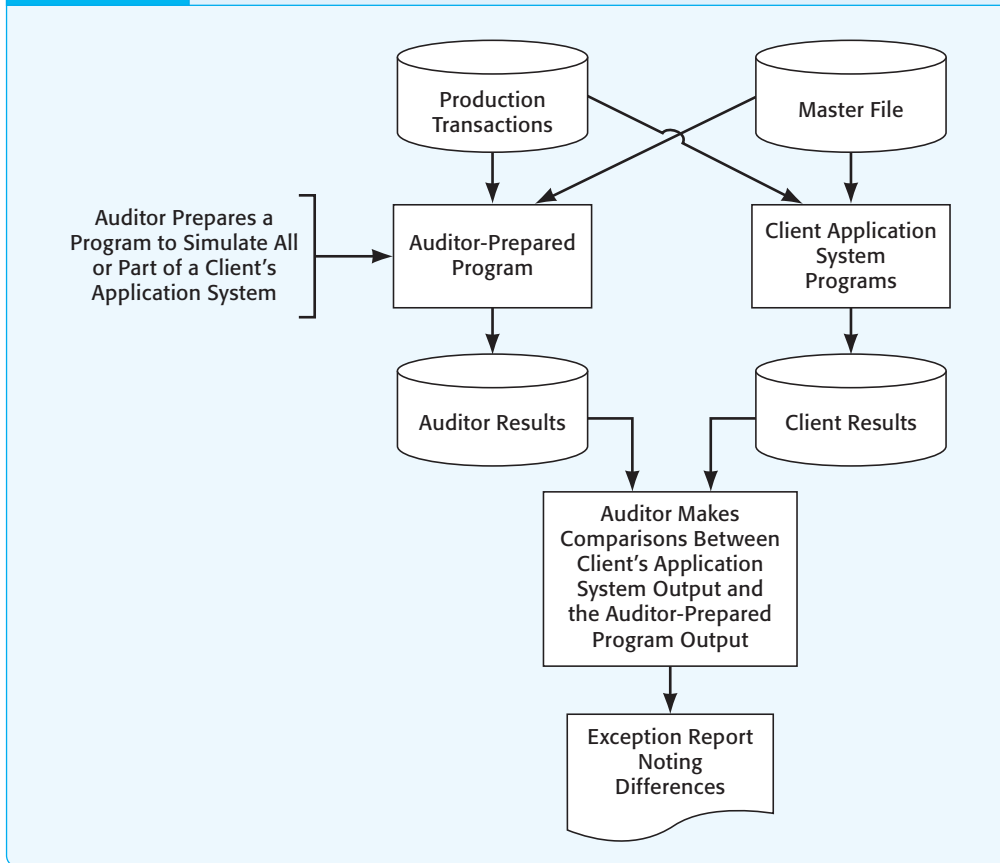 Production
Transactions
Master File
Auditor Prepares a
Program to Simulate All
or Part of a Client's
Application System
Auditor-Prepared
Program
Client Application
System
Programs
Auditor Results
Client Results
Auditor Makes
Comparisons Between
Client's Application
System Output and
the Auditor-Prepared
Program Output
Exception Report
Noting
Differences